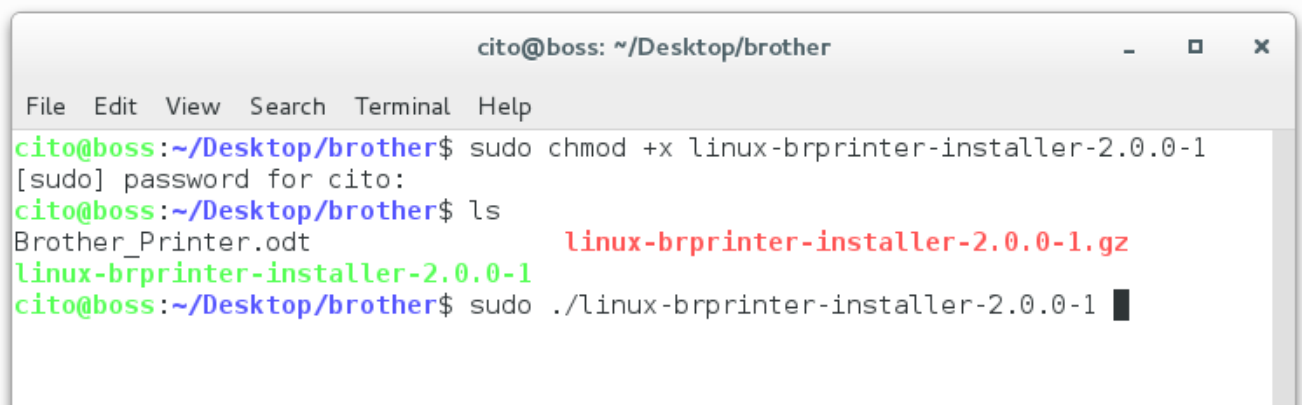 cito@boss: ~/Desktop/brother
File Edit View Search Terminal Help
cito@boss:~/Desktop/brother$ sudo chmod +x linux-brprinter-installer-2.0.0-1
[sudo] password for cito:
cito@boss:~/Desktop/brother$ ls
Brother_Printer.odt linux-brprinter-installer-2.0.0-1.gz
linux-brprinter-installer-2.0.0-1
cito@boss:~/Desktop/brother$ sudo ./linux-brprinter-installer-2.0.0-1